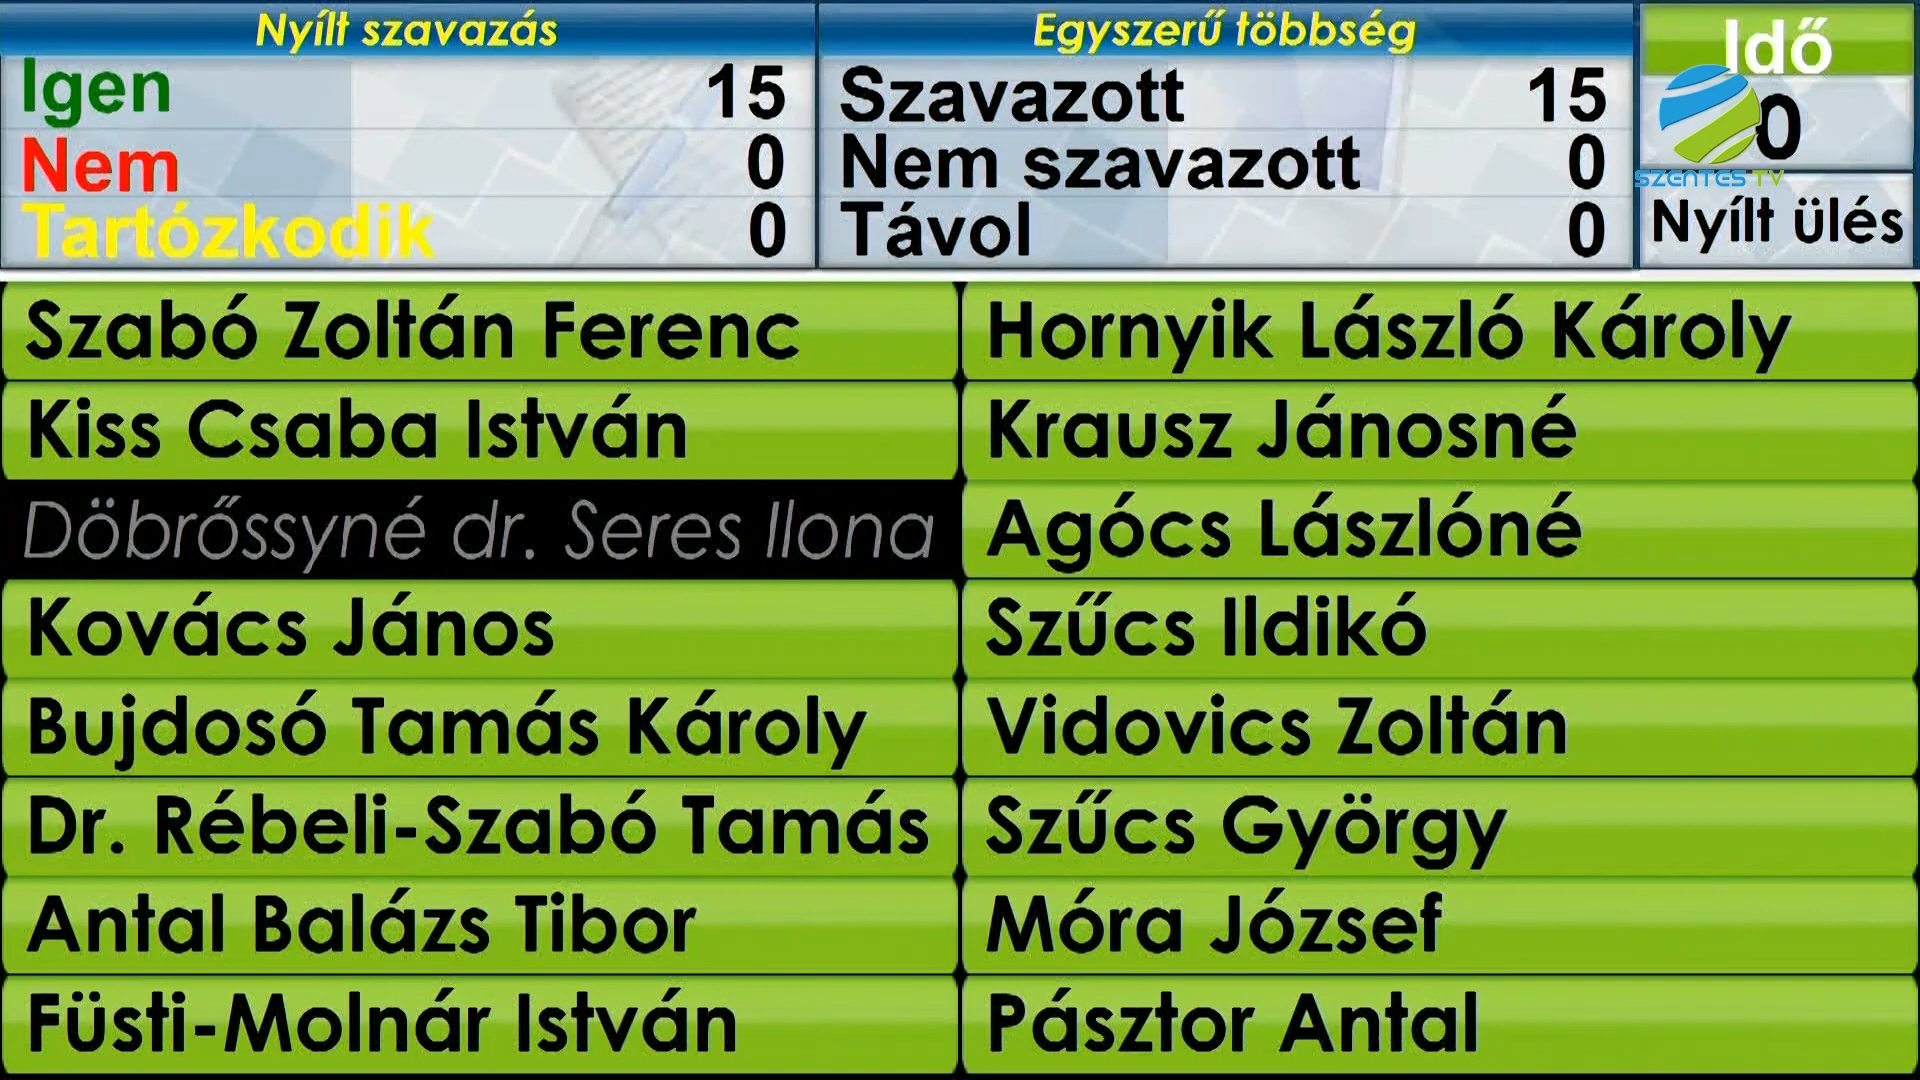 Nyílt szavazás
Igen 15
Nem 0
Tartózkodik 0
Egyszerű többség
Szavazott 15
Nem szavazott 0
Távol 0
Idő
0
SZENTES TV
Nyílt ülés
Szabó Zoltán Ferenc
Kiss Csaba István
Döbrőssyné dr. Seres Ilona
Kovács János
Bujdosó Tamás Károly
Dr. Rébeli-Szabó Tamás
Antal Balázs Tibor
Füsti-Molnár István
Hornyik László Károly
Krausz Jánosné
Agócs Lászlóné
Szűcs Ildikó
Vidovics Zoltán
Szűcs György
Móra József
Pásztor Antal